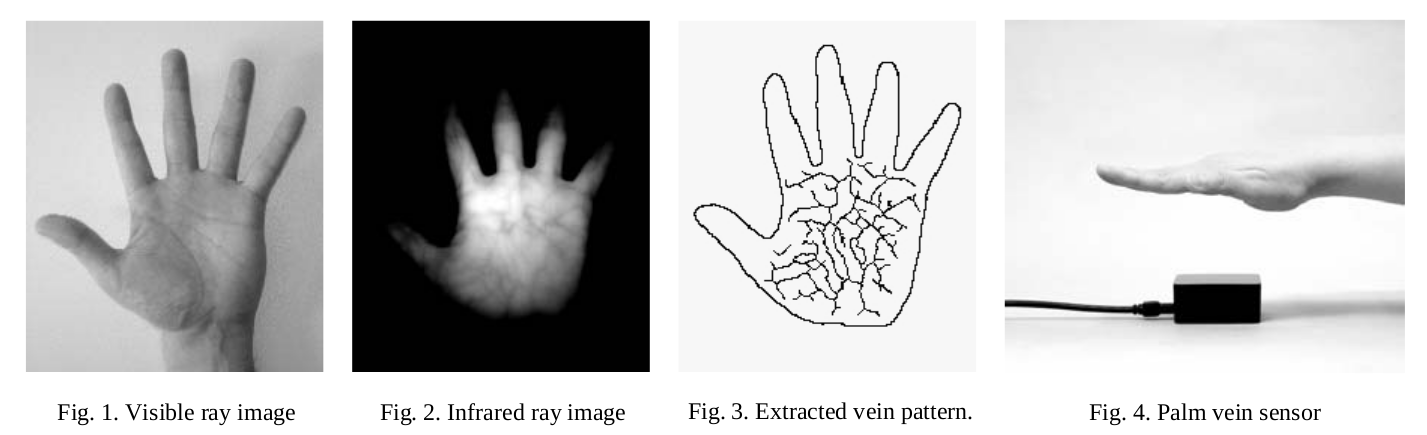 Fig. 1. Visible ray image
Fig. 2. Infrared ray image
Fig. 3. Extracted vein pattern.
Fig. 4. Palm vein sensor